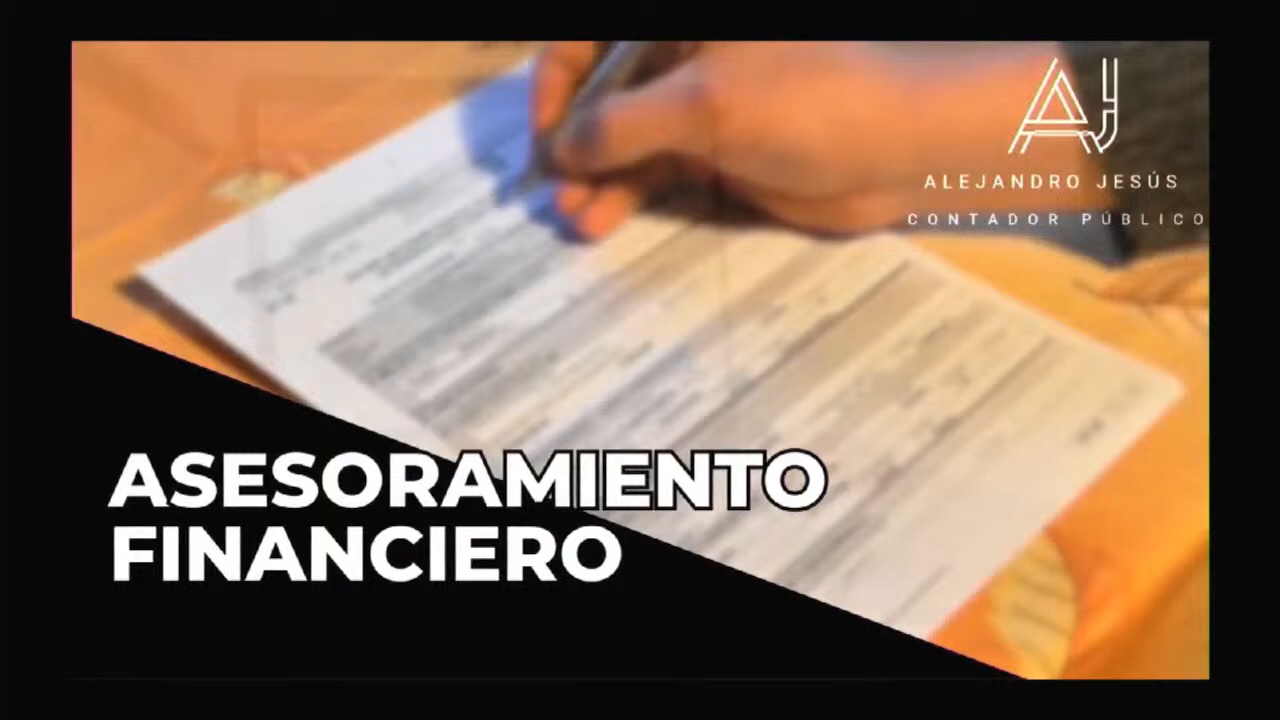 AJ
ALEJANDRO JESÚS
CONTADOR PÚBLICO
ASESORAMIENTO
FINANCIERO